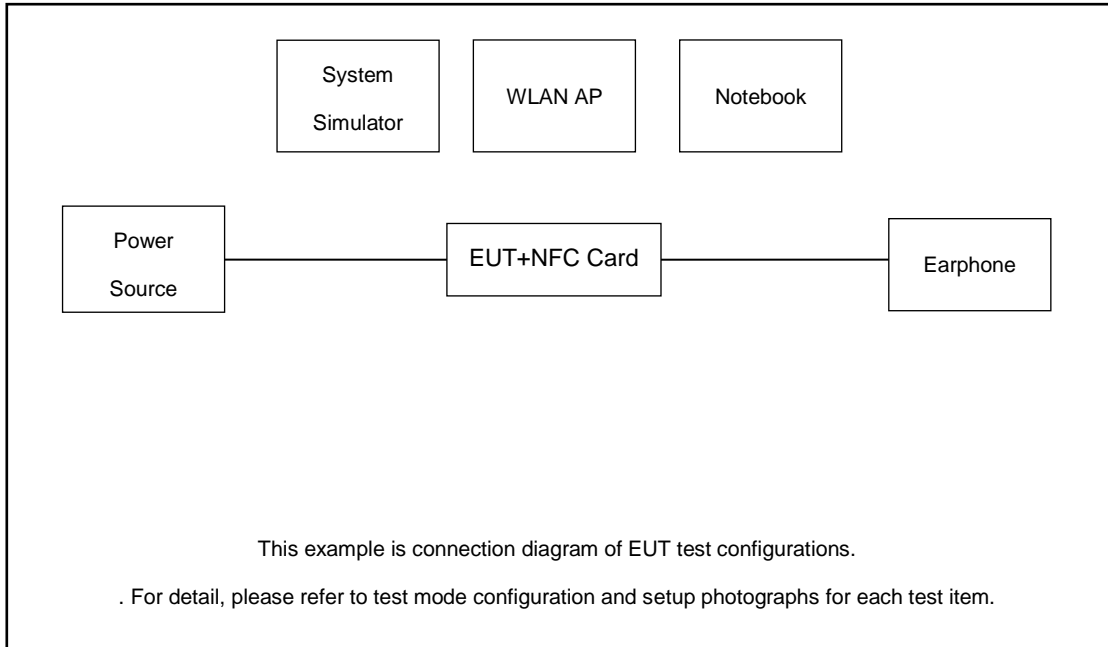 System
Simulator
WLAN AP
Notebook
Power
Source
EUT+NFC Card
Earphone
This example is connection diagram of EUT test configurations.
. For detail, please refer to test mode configuration and setup photographs for each test item.